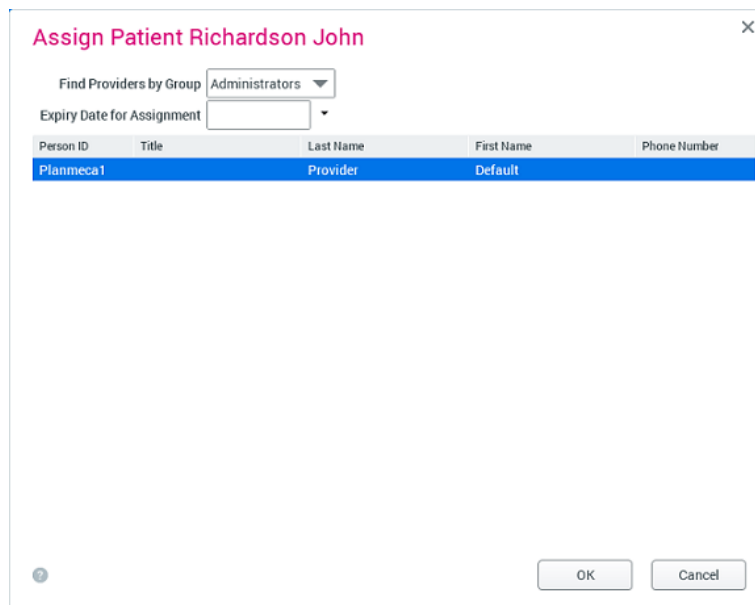 Assign Patient Richardson John
Find Providers by Group Administrators
Expiry Date for Assignment
Person ID Title Last Name First Name Phone Number
Planmeca1 Provider Default
?
OK Cancel